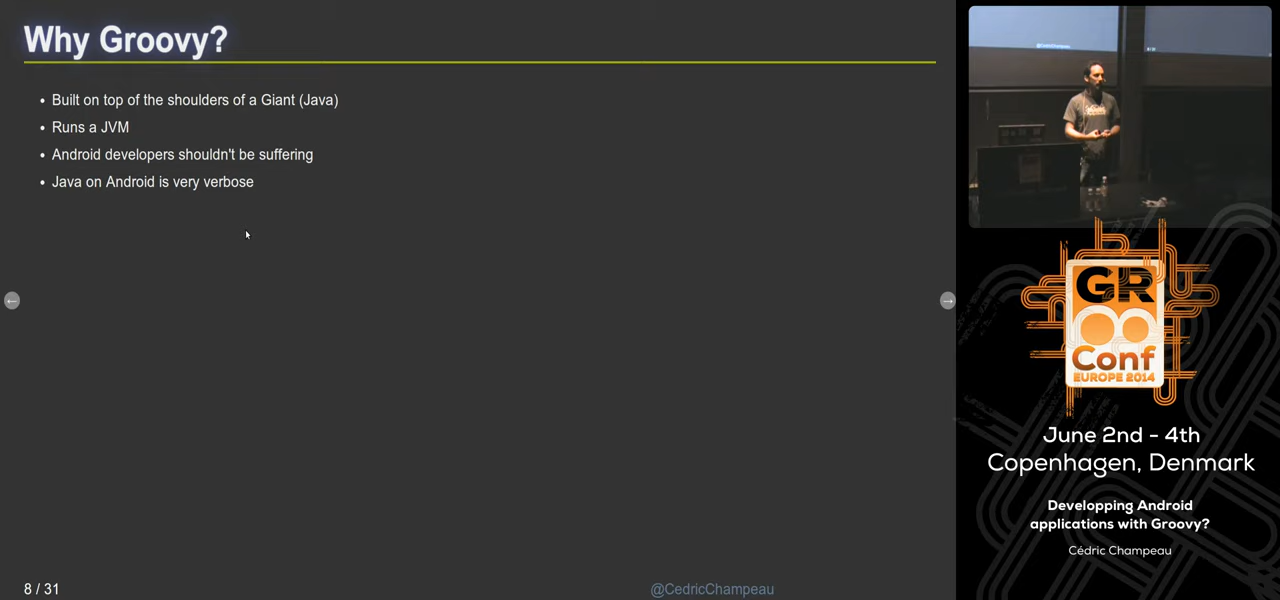 Why Groovy?
Built on top of the shoulders of a Giant (Java)
Runs a JVM
Android developers shouldn't be suffering
Java on Android is very verbose
8 / 31
@CedricChampeau
GR
Conf
EUROPE 2014
June 2nd - 4th
Copenhagen, Denmark
Developping Android
applications with Groovy?
Cédric Champeau